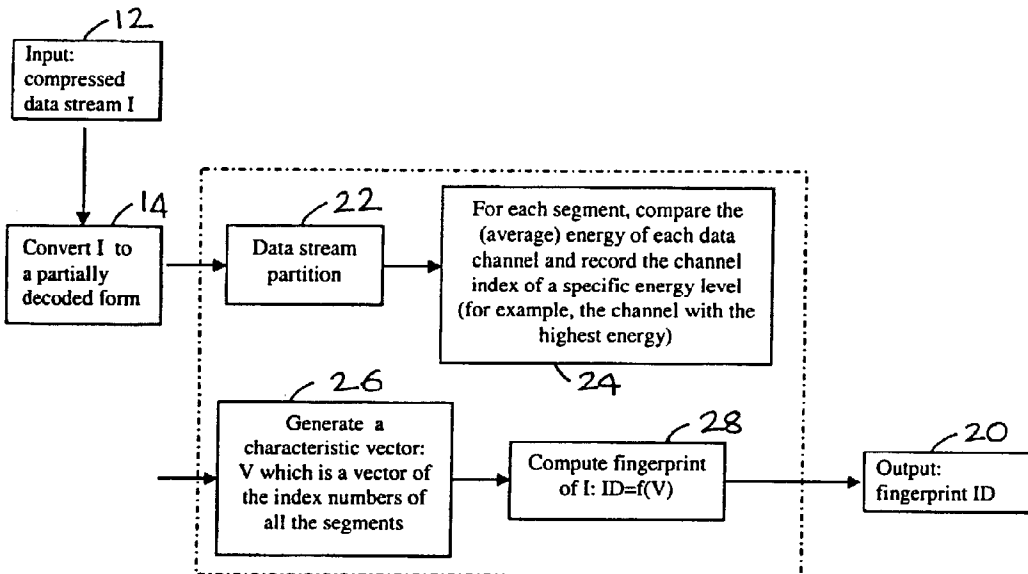 12
Input:
compressed
data stream I
14
Convert I to
a partially
decoded form
22
Data stream
partition
For each segment, compare the
(average) energy of each data
channel and record the channel
index of a specific energy level
(for example, the channel with the
highest energy)
24
26
Generate a
characteristic vector:
V which is a vector of
the index numbers of
all the segments
28
Compute fingerprint
of I: ID=f(V)
20
Output:
fingerprint ID